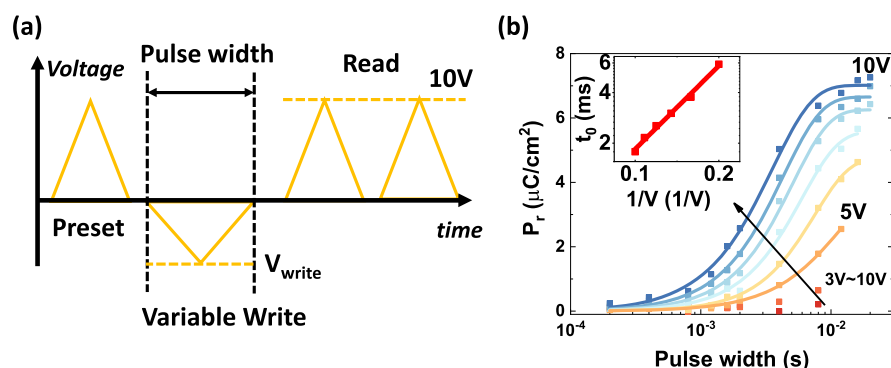 (a)
Voltage
Pulse width
Read
10V
Preset
time
V_write
Variable Write
(b)
P_r (μC/cm²)
8
6
4
2
0
10⁻⁴
10⁻³
10⁻²
Pulse width (s)
10V
5V
3V~10V
t₀ (ms)
6
4
2
0.1
0.2
1/V (1/V)